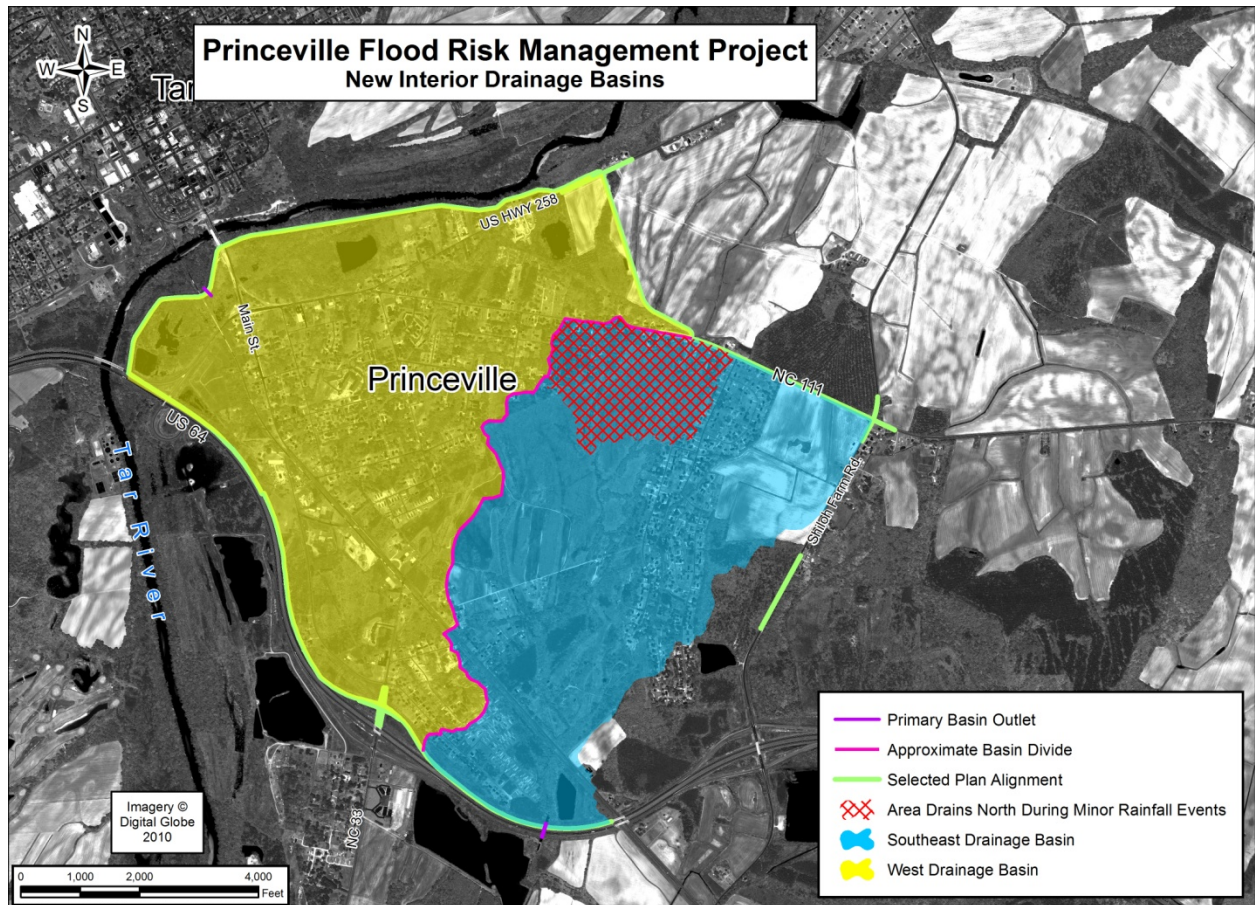 Princeville Flood Risk Management Project
New Interior Drainage Basins
N
W E
S
Tar
US HWY 258
Main St.
Princeville
NC 111
US 64
Tar River
Shiloh Farm Rd.
NC 33
Primary Basin Outlet
Approximate Basin Divide
Selected Plan Alignment
Area Drains North During Minor Rainfall Events
Southeast Drainage Basin
West Drainage Basin
Imagery ©
Digital Globe
2010
0 1,000 2,000 4,000
Feet